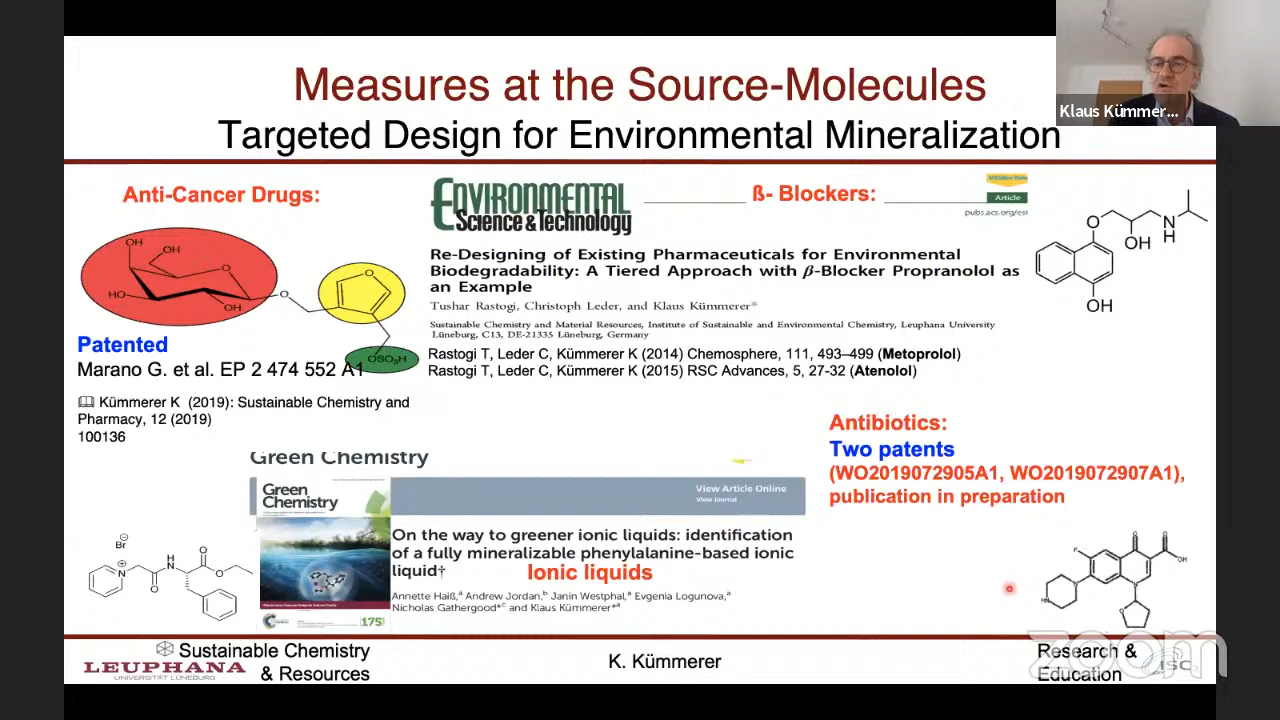 Measures at the Source-Molecules
Targeted Design for Environmental Mineralization
Klaus Kümmer...
Anti-Cancer Drugs:
OH
OH
O
HO
OH
O
O
OSO₃H
Patented
Marano G. et al. EP 2 474 552 A1
Kümmerer K (2019): Sustainable Chemistry and
Pharmacy, 12 (2019)
100136
ENVIRONMENTAL
Science & Technology
ß- Blockers:
Article
pubs.acs.org/est
Re-Designing of Existing Pharmaceuticals for Environmental
Biodegradability: A Tiered Approach with β-Blocker Propranolol as
an Example
Tushar Rastogi, Christoph Leder, and Klaus Kümmerer*
Sustainable Chemistry and Material Resources, Institute of Sustainable and Environmental Chemistry, Leuphana University
Lüneburg, C13, DE-21335 Lüneburg, Germany
Rastogi T, Leder C, Kümmerer K (2014) Chemosphere, 111, 493–499 (Metoprolol)
Rastogi T, Leder C, Kümmerer K (2015) RSC Advances, 5, 27-32 (Atenolol)
O
OH
N
H
OH
Antibiotics:
Two patents
(WO2019072905A1, WO2019072907A1),
publication in preparation
Green Chemistry
Green
Chemistry
View Article Online
View Journal
On the way to greener ionic liquids: identification
of a fully mineralizable phenylalanine-based ionic
liquid†
Ionic liquids
Annette Haiß,ᵃ Andrew Jordan,ᵇ Janin Westphal,ᵃ Evgenia Logunova,ᵃ
Nicholas Gathergood*ᶜ and Klaus Kümmerer*ᵃ
175
Br
N
O
H
N
O
O
F
O
O
OH
N
N
HN
O
Sustainable Chemistry
& Resources
LEUPHANA
UNIVERSITÄT LÜNEBURG
K. Kümmerer
Research &
Education
ISC₃
zoom